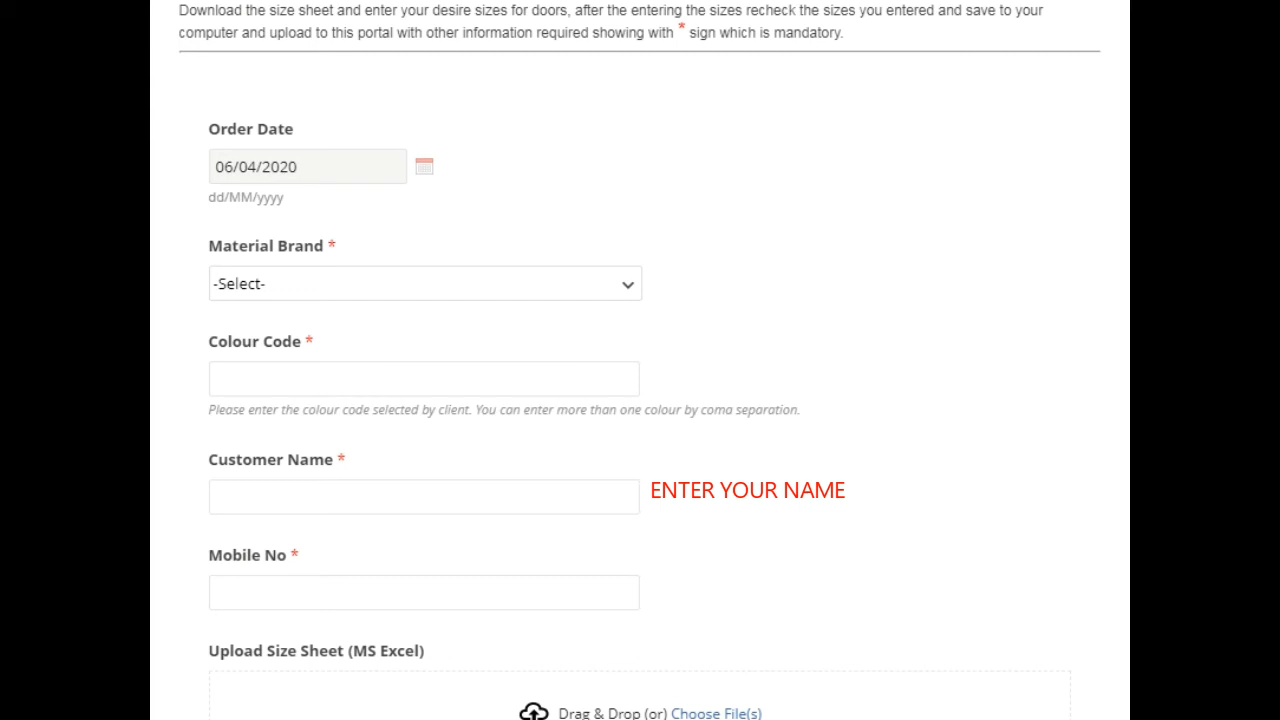 Download the size sheet and enter your desire sizes for doors, after the entering the sizes recheck the sizes you entered and save to your
computer and upload to this portal with other information required showing with * sign which is mandatory.
Order Date
06/04/2020
dd/MM/yyyy
Material Brand *
-Select-
Colour Code *
Please enter the colour code selected by client. You can enter more than one colour by coma separation.
Customer Name *
ENTER YOUR NAME
Mobile No *
Upload Size Sheet (MS Excel)
Drag & Drop (or) Choose File(s)